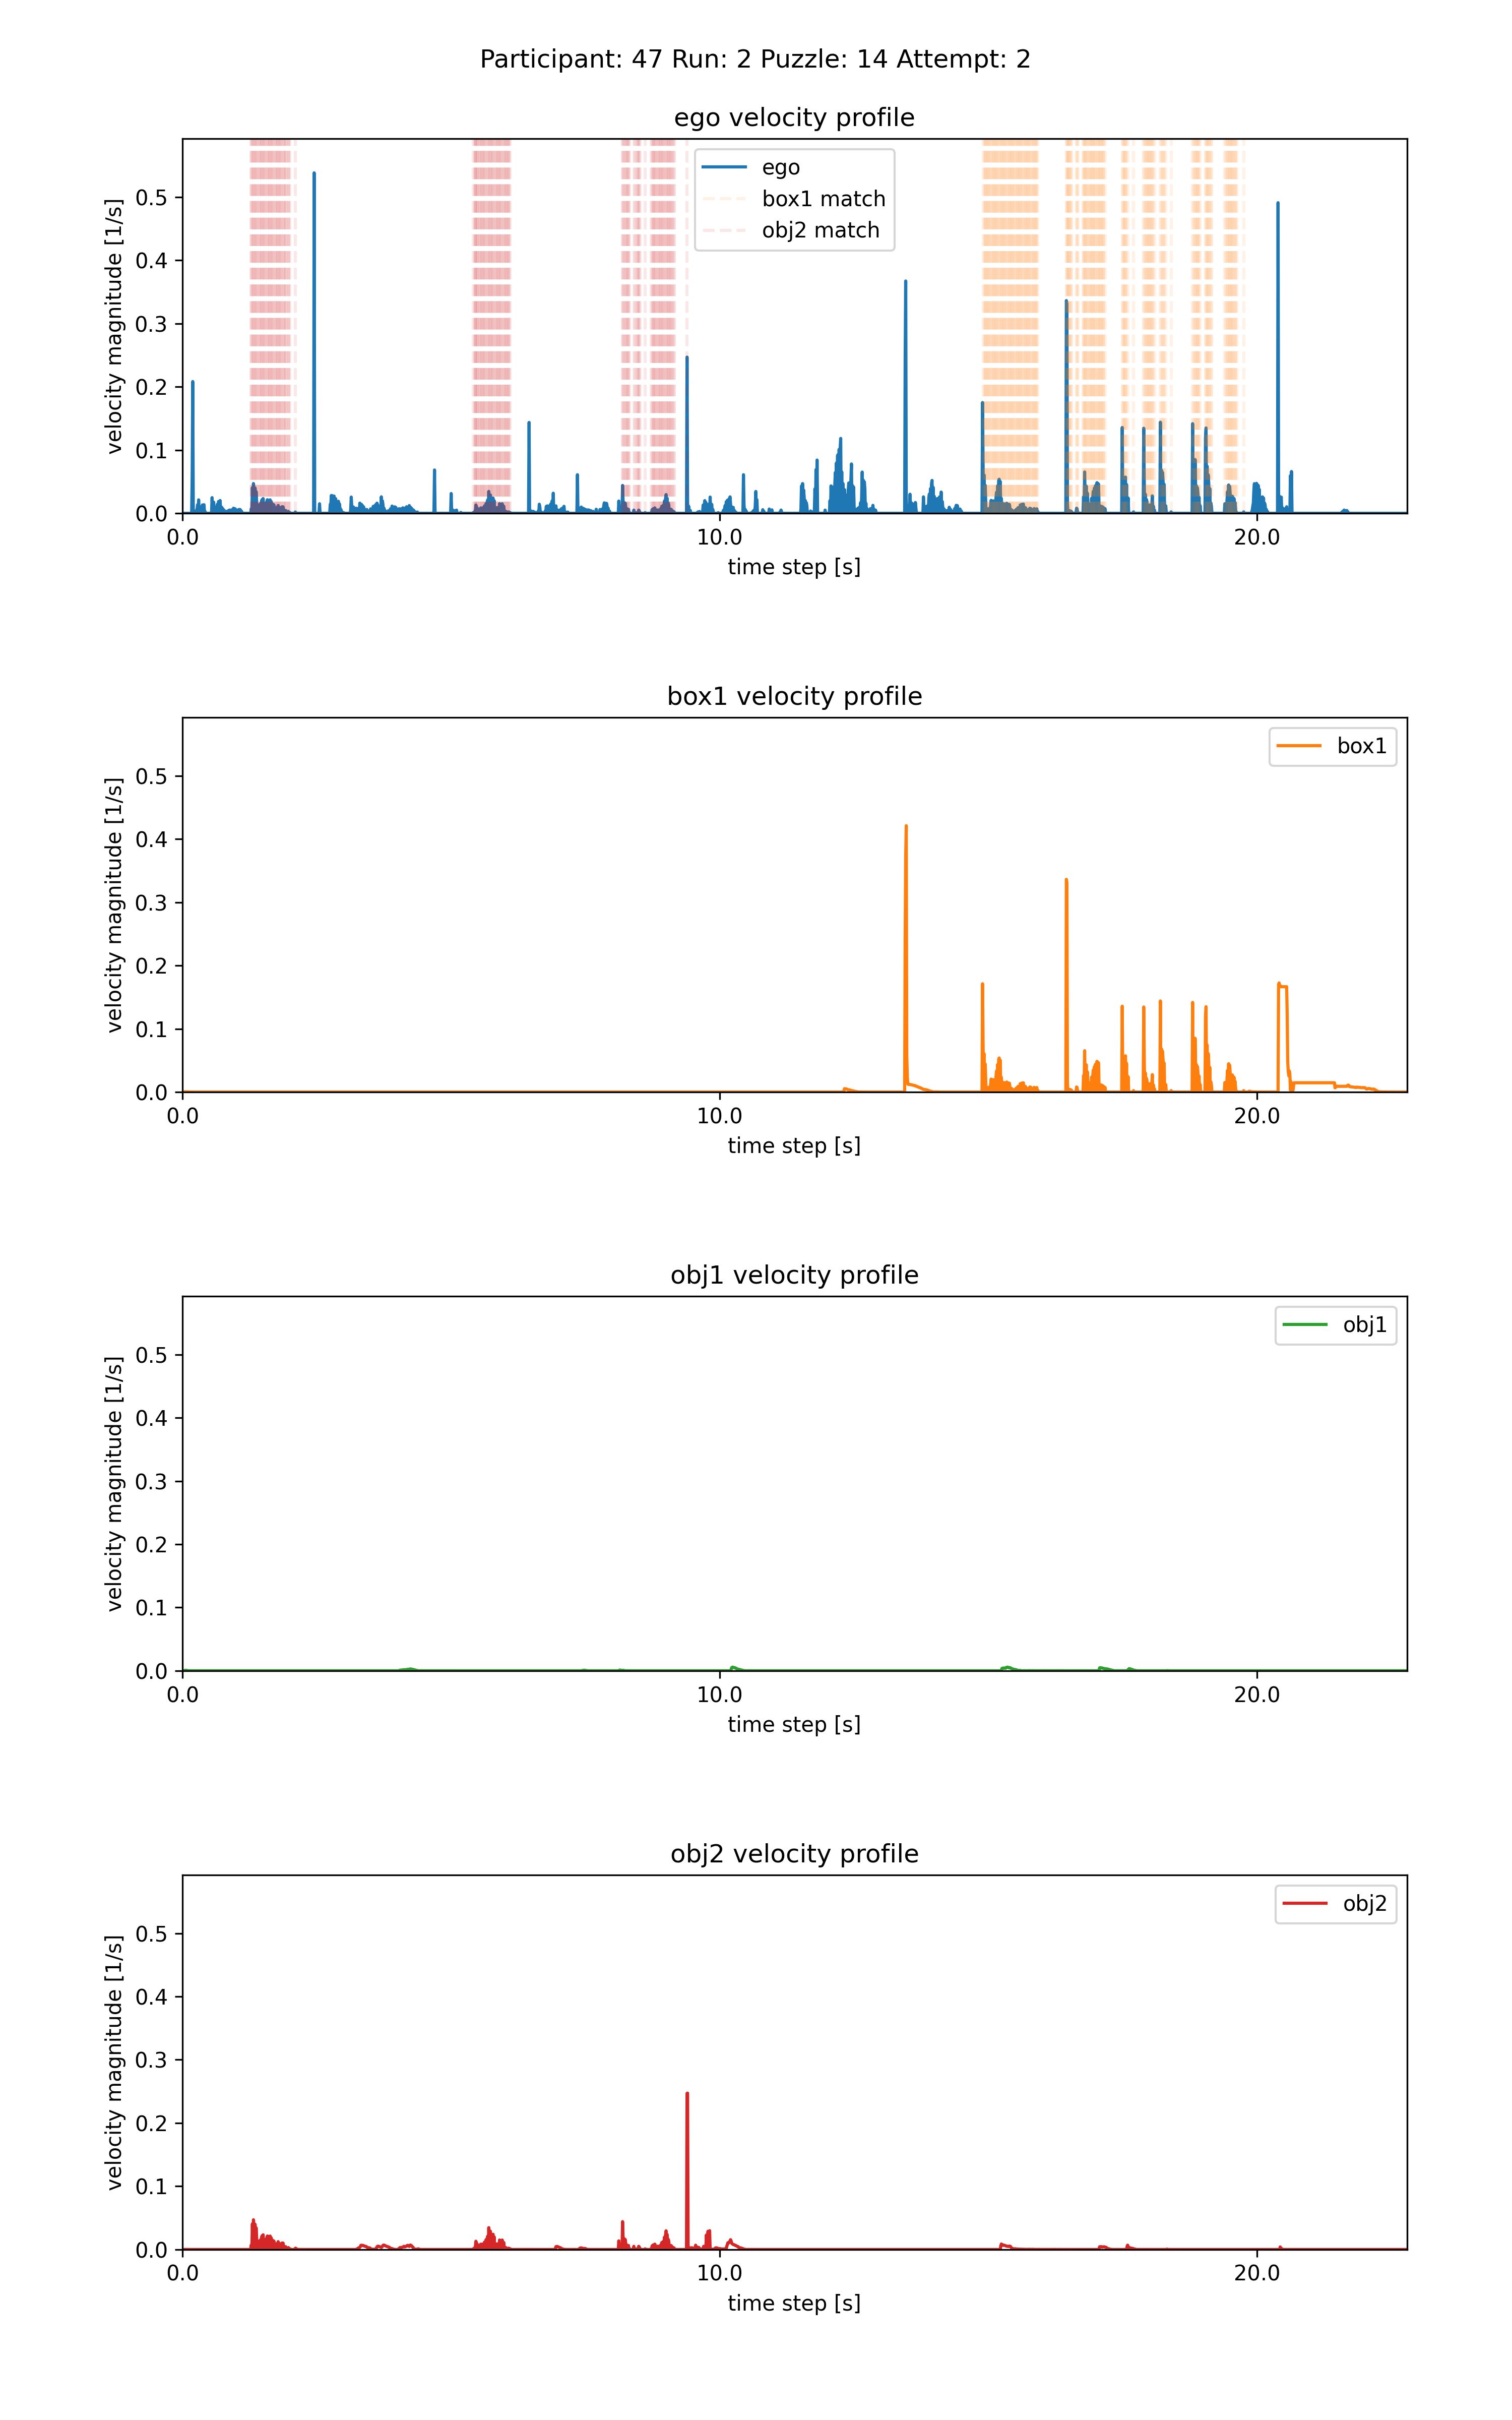 Participant: 47 Run: 2 Puzzle: 14 Attempt: 2
ego velocity profile
velocity magnitude [1/s]
0.5
0.4
0.3
0.2
0.1
0.0
ego
box1 match
obj2 match
0.0 10.0 20.0
time step [s]
box1 velocity profile
velocity magnitude [1/s]
0.5
0.4
0.3
0.2
0.1
0.0
box1
0.0 10.0 20.0
time step [s]
obj1 velocity profile
velocity magnitude [1/s]
0.5
0.4
0.3
0.2
0.1
0.0
obj1
0.0 10.0 20.0
time step [s]
obj2 velocity profile
velocity magnitude [1/s]
0.5
0.4
0.3
0.2
0.1
0.0
obj2
0.0 10.0 20.0
time step [s]